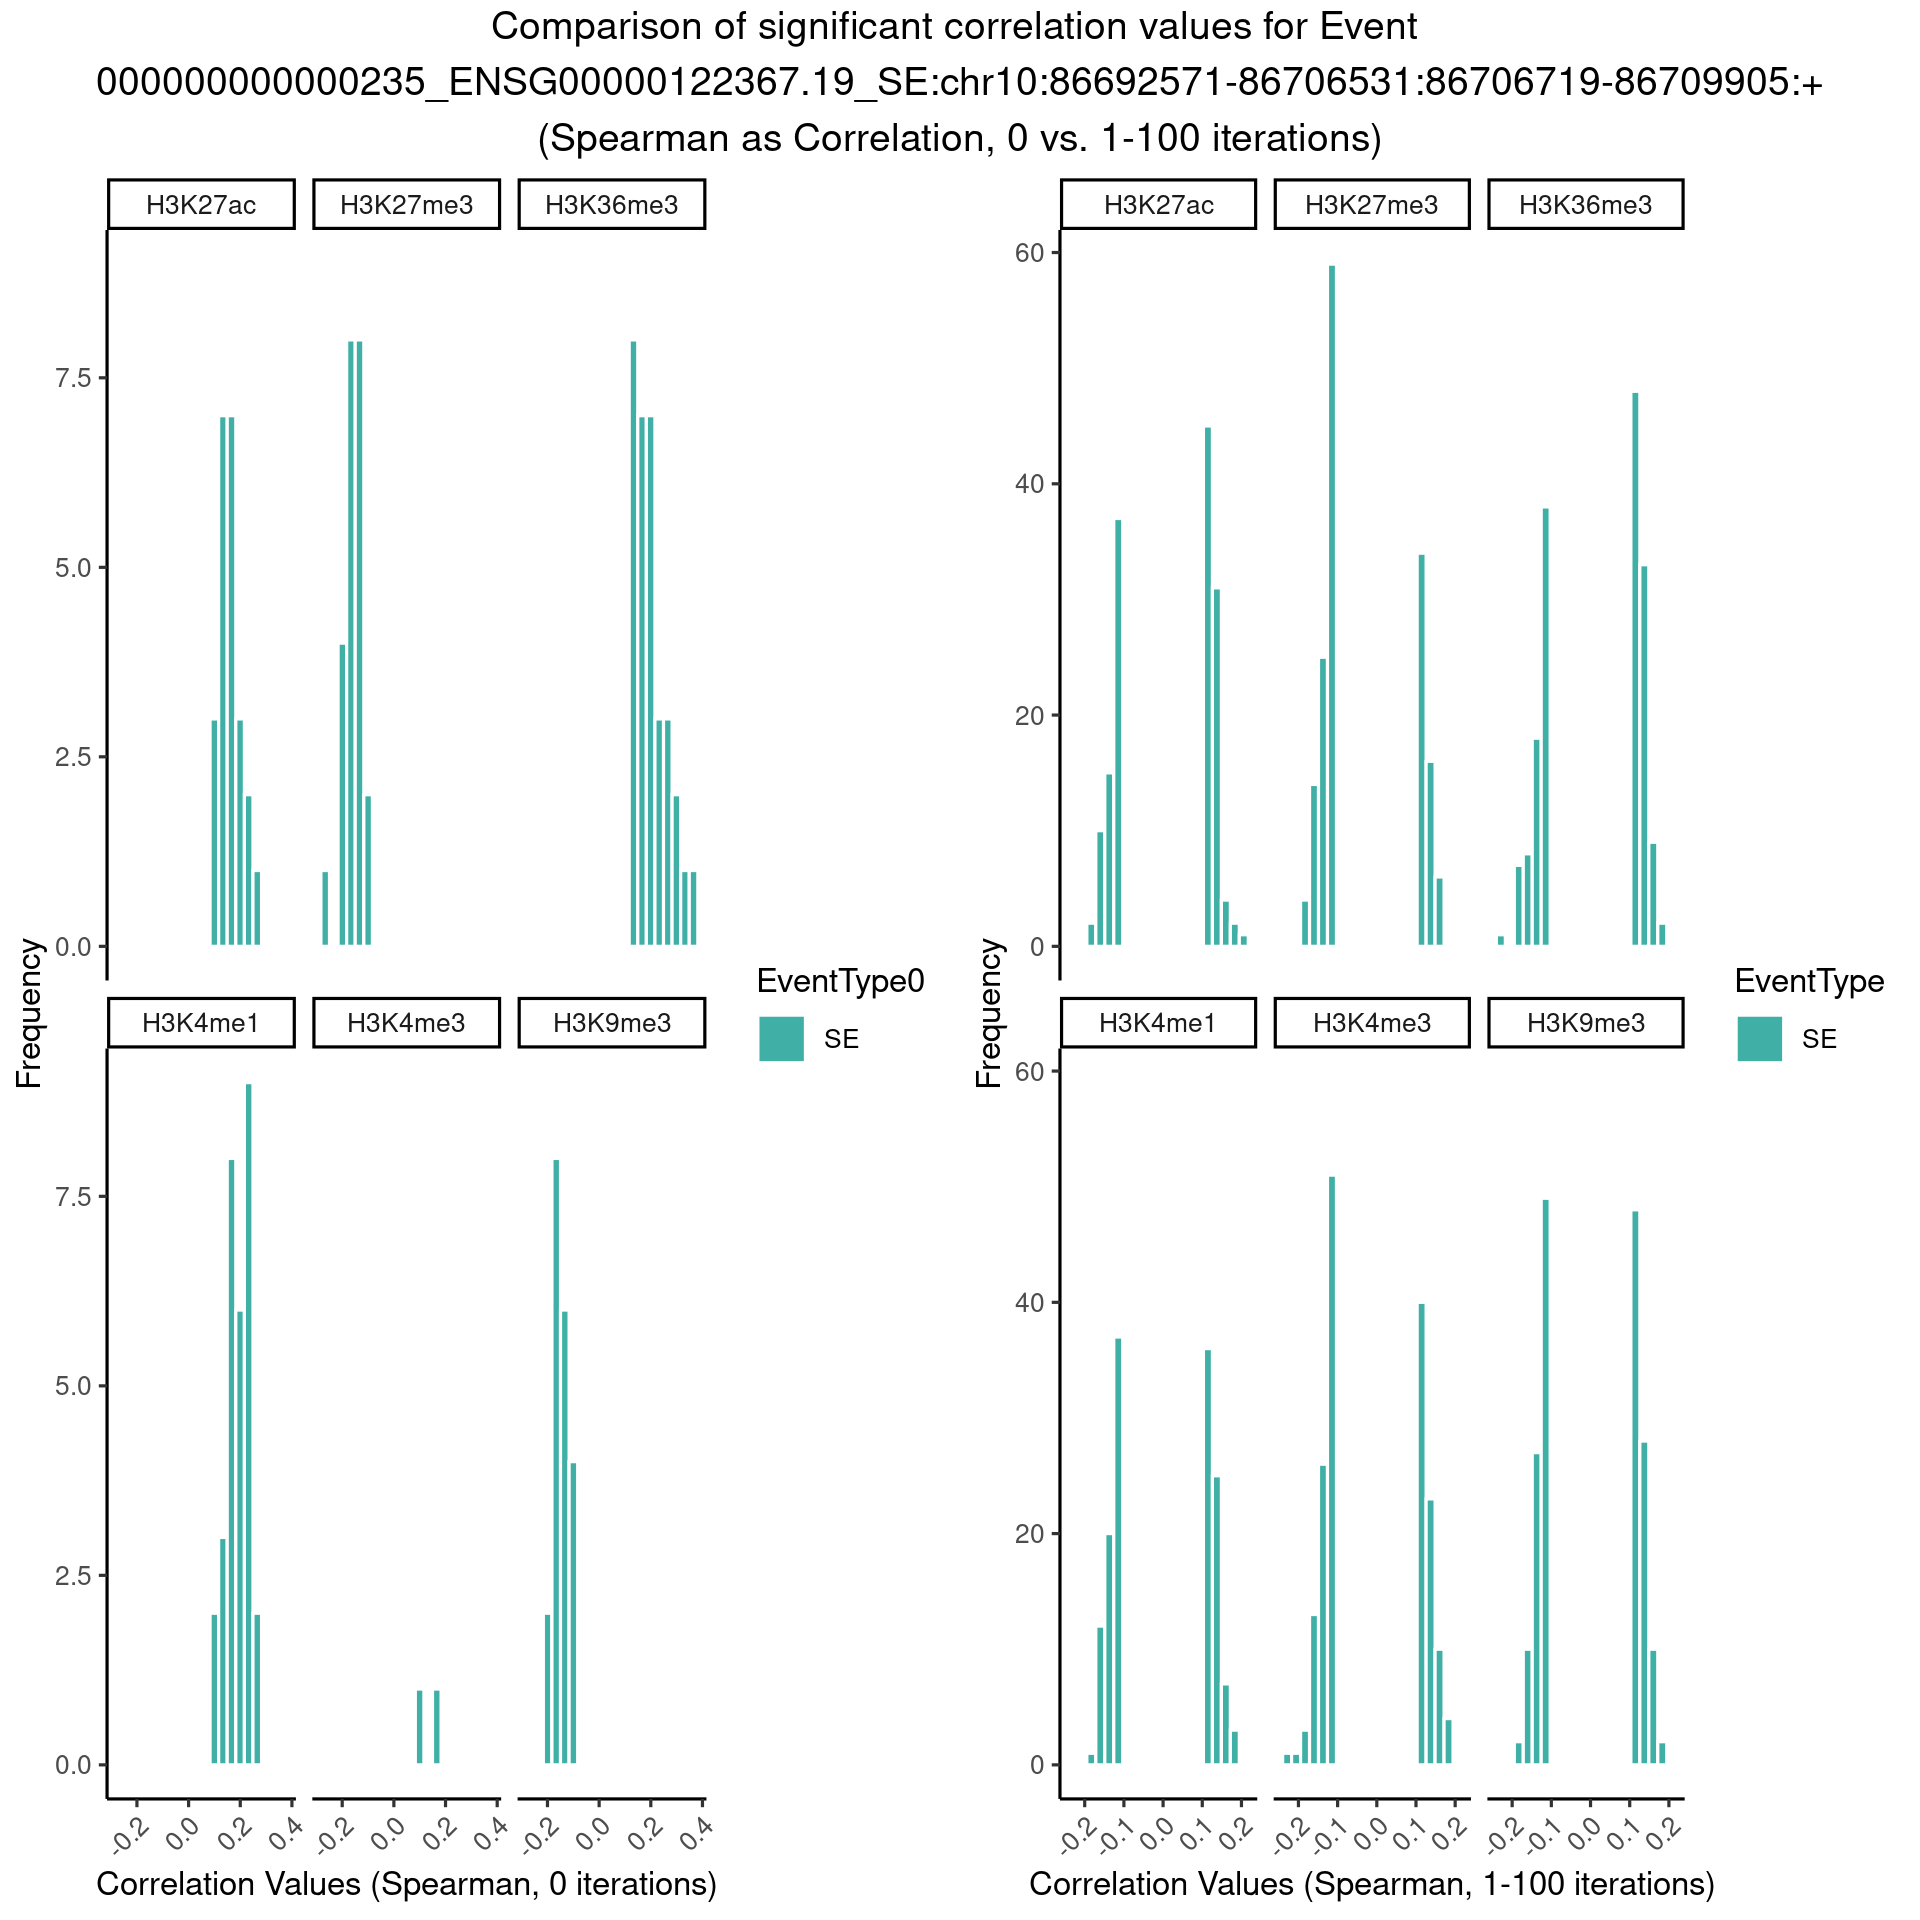 Comparison of significant correlation values for Event
000000000000235_ENSG00000122367.19_SE:chr10:86692571-86706531:86706719-86709905:+
(Spearman as Correlation, 0 vs. 1-100 iterations)
H3K27ac H3K27me3 H3K36me3
7.5
5.0
2.5
0.0
H3K4me1 H3K4me3 H3K9me3
7.5
5.0
2.5
0.0
-0.2 0.0 0.2 0.4 -0.2 0.0 0.2 0.4 -0.2 0.0 0.2 0.4
Correlation Values (Spearman, 0 iterations)
Frequency
EventType0
SE
H3K27ac H3K27me3 H3K36me3
60
40
20
0
H3K4me1 H3K4me3 H3K9me3
60
40
20
0
-0.2 -0.1 0.0 0.1 0.2 -0.2 -0.1 0.0 0.1 0.2 -0.2 -0.1 0.0 0.1 0.2
Correlation Values (Spearman, 1-100 iterations)
Frequency
EventType
SE